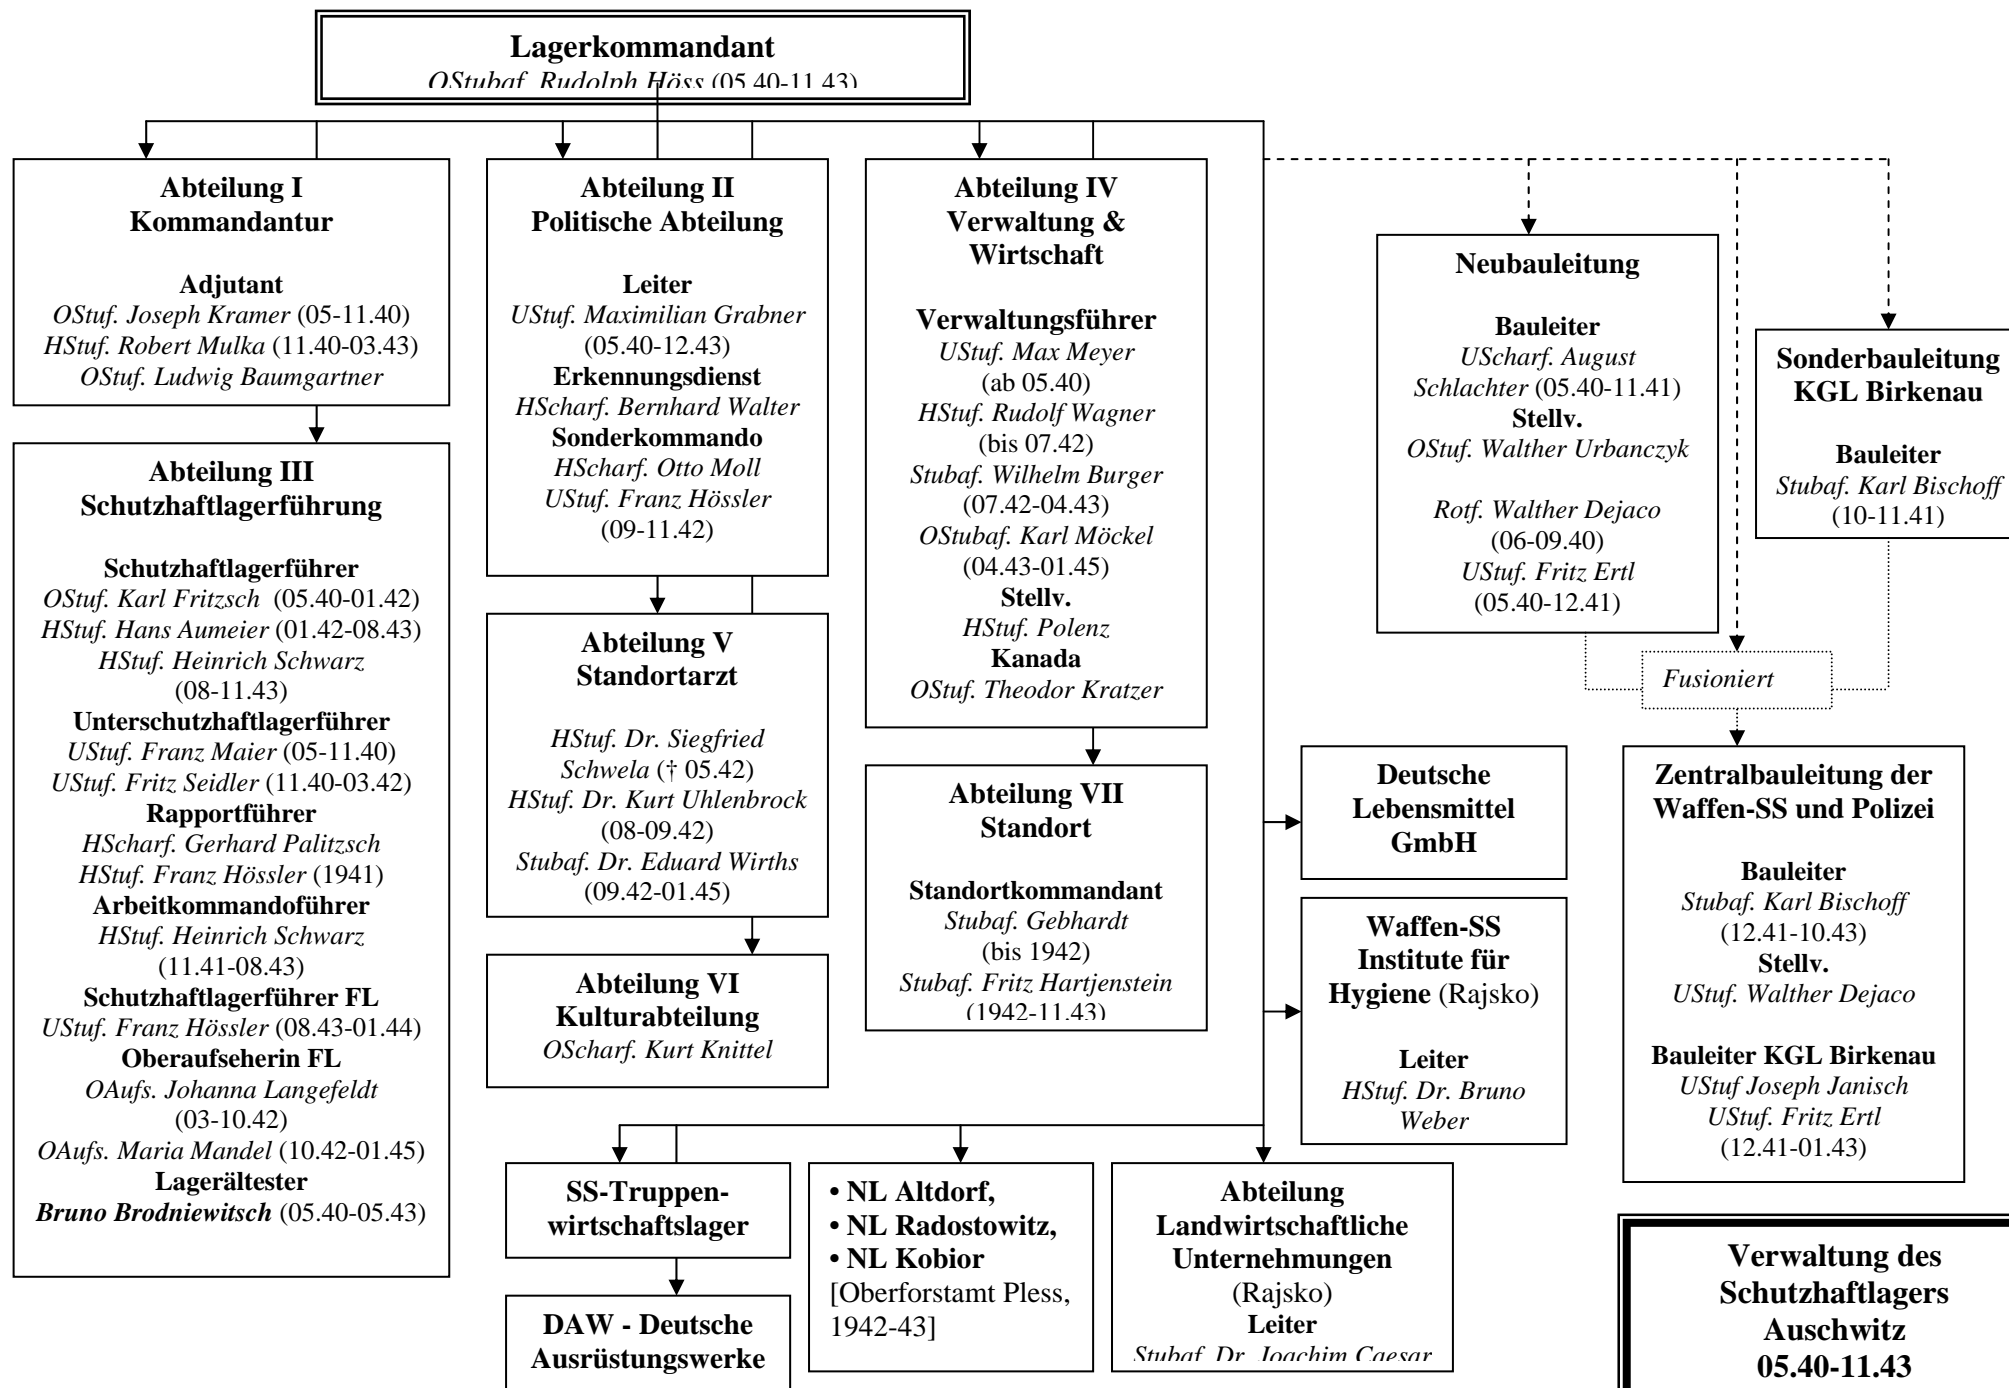 Lagerkommandant
OStubaf. Rudolph Höss (05.40-11.43)
Abteilung I
Kommandantur
Adjutant
OStuf. Joseph Kramer (05-11.40)
HStuf. Robert Mulka (11.40-03.43)
OStuf. Ludwig Baumgartner
Abteilung III
Schutzhaftlagerführung
Schutzhaftlagerführer
OStuf. Karl Fritzsch (05.40-01.42)
HStuf. Hans Aumeier (01.42-08.43)
HStuf. Heinrich Schwarz
(08-11.43)
Unterschutzhaftlagerführer
UStuf. Franz Maier (05-11.40)
UStuf. Fritz Seidler (11.40-03.42)
Rapportführer
HScharf. Gerhard Palitzsch
HStuf. Franz Hössler (1941)
Arbeitkommandoführer
HStuf. Heinrich Schwarz
(11.41-08.43)
Schutzhaftlagerführer FL
UStuf. Franz Hössler (08.43-01.44)
Oberaufseherin FL
OAufs. Johanna Langefeldt
(03-10.42)
OAufs. Maria Mandel (10.42-01.45)
Lagerältester
Bruno Brodniewitsch (05.40-05.43)
Abteilung II
Politische Abteilung
Leiter
UStuf. Maximilian Grabner
(05.40-12.43)
Erkennungsdienst
HScharf. Bernhard Walter
Sonderkommando
HScharf. Otto Moll
UStuf. Franz Hössler
(09-11.42)
Abteilung V
Standortarzt
HStuf. Dr. Siegfried
Schwela († 05.42)
HStuf. Dr. Kurt Uhlenbrock
(08-09.42)
Stubaf. Dr. Eduard Wirths
(09.42-01.45)
Abteilung VI
Kulturabteilung
OScharf. Kurt Knittel
Abteilung IV
Verwaltung &
Wirtschaft
Verwaltungsführer
UStuf. Max Meyer
(ab 05.40)
HStuf. Rudolf Wagner
(bis 07.42)
Stubaf. Wilhelm Burger
(07.42-04.43)
OStubaf. Karl Möckel
(04.43-01.45)
Stellv.
HStuf. Polenz
Kanada
OStuf. Theodor Kratzer
Abteilung VII
Standort
Standortkommandant
Stubaf. Gebhardt
(bis 1942)
Stubaf. Fritz Hartjenstein
(1942-11.43)
Neubauleitung
Bauleiter
UScharf. August
Schlachter (05.40-11.41)
Stellv.
OStuf. Walther Urbanczyk
Rotf. Walther Dejaco
(06-09.40)
UStuf. Fritz Ertl
(05.40-12.41)
Sonderbauleitung
KGL Birkenau
Bauleiter
Stubaf. Karl Bischoff
(10-11.41)
Fusioniert
Deutsche
Lebensmittel
GmbH
Waffen-SS
Institute für
Hygiene (Rajsko)
Leiter
HStuf. Dr. Bruno
Weber
Zentralbauleitung der
Waffen-SS und Polizei
Bauleiter
Stubaf. Karl Bischoff
(12.41-10.43)
Stellv.
UStuf. Walther Dejaco
Bauleiter KGL Birkenau
UStuf Joseph Janisch
UStuf. Fritz Ertl
(12.41-01.43)
SS-Truppen-
wirtschaftslager
DAW - Deutsche
Ausrüstungswerke
• NL Altdorf,
• NL Radostowitz,
• NL Kobior
[Oberforstamt Pless,
1942-43]
Abteilung
Landwirtschaftliche
Unternehmungen
(Rajsko)
Leiter
Stubaf. Dr. Joachim Caesar
Verwaltung des
Schutzhaftlagers
Auschwitz
05.40-11.43